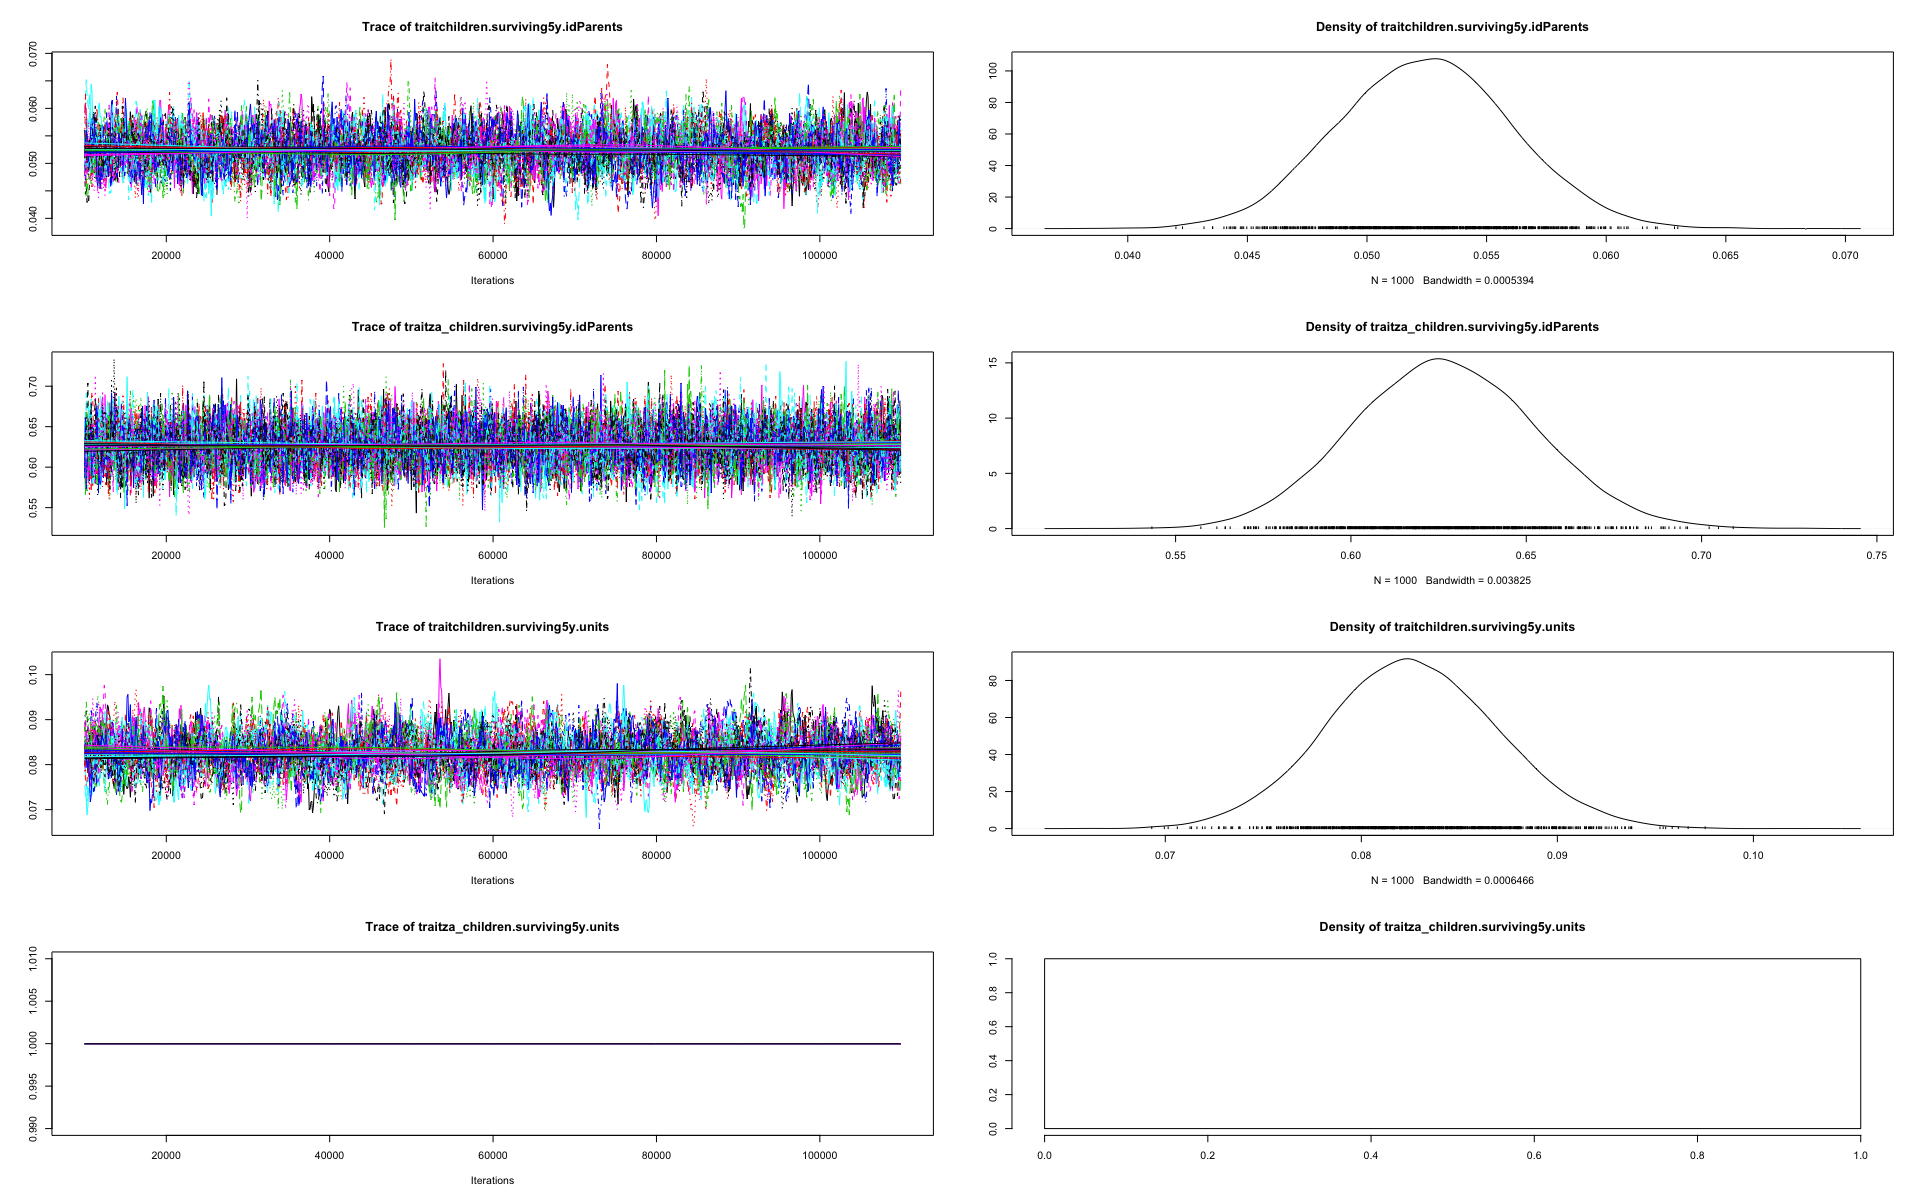 Trace of traitchildren.surviving5y.idParents
0.070
0.060
0.050
0.040
20000 40000 60000 80000 100000
Iterations
Density of traitchildren.surviving5y.idParents
100
80
60
40
20
0
0.040 0.045 0.050 0.055 0.060 0.065 0.070
N = 1000 Bandwidth = 0.0005394
Trace of traitza_children.surviving5y.idParents
0.70
0.65
0.60
0.55
20000 40000 60000 80000 100000
Iterations
Density of traitza_children.surviving5y.idParents
15
10
5
0
0.55 0.60 0.65 0.70 0.75
N = 1000 Bandwidth = 0.003825
Trace of traitchildren.surviving5y.units
0.10
0.09
0.08
0.07
20000 40000 60000 80000 100000
Iterations
Density of traitchildren.surviving5y.units
80
60
40
20
0
0.07 0.08 0.09 0.10
N = 1000 Bandwidth = 0.0006466
Trace of traitza_children.surviving5y.units
1.010
1.005
1.000
0.995
0.990
20000 40000 60000 80000 100000
Iterations
Density of traitza_children.surviving5y.units
1.0
0.8
0.6
0.4
0.2
0.0
0.0 0.2 0.4 0.6 0.8 1.0